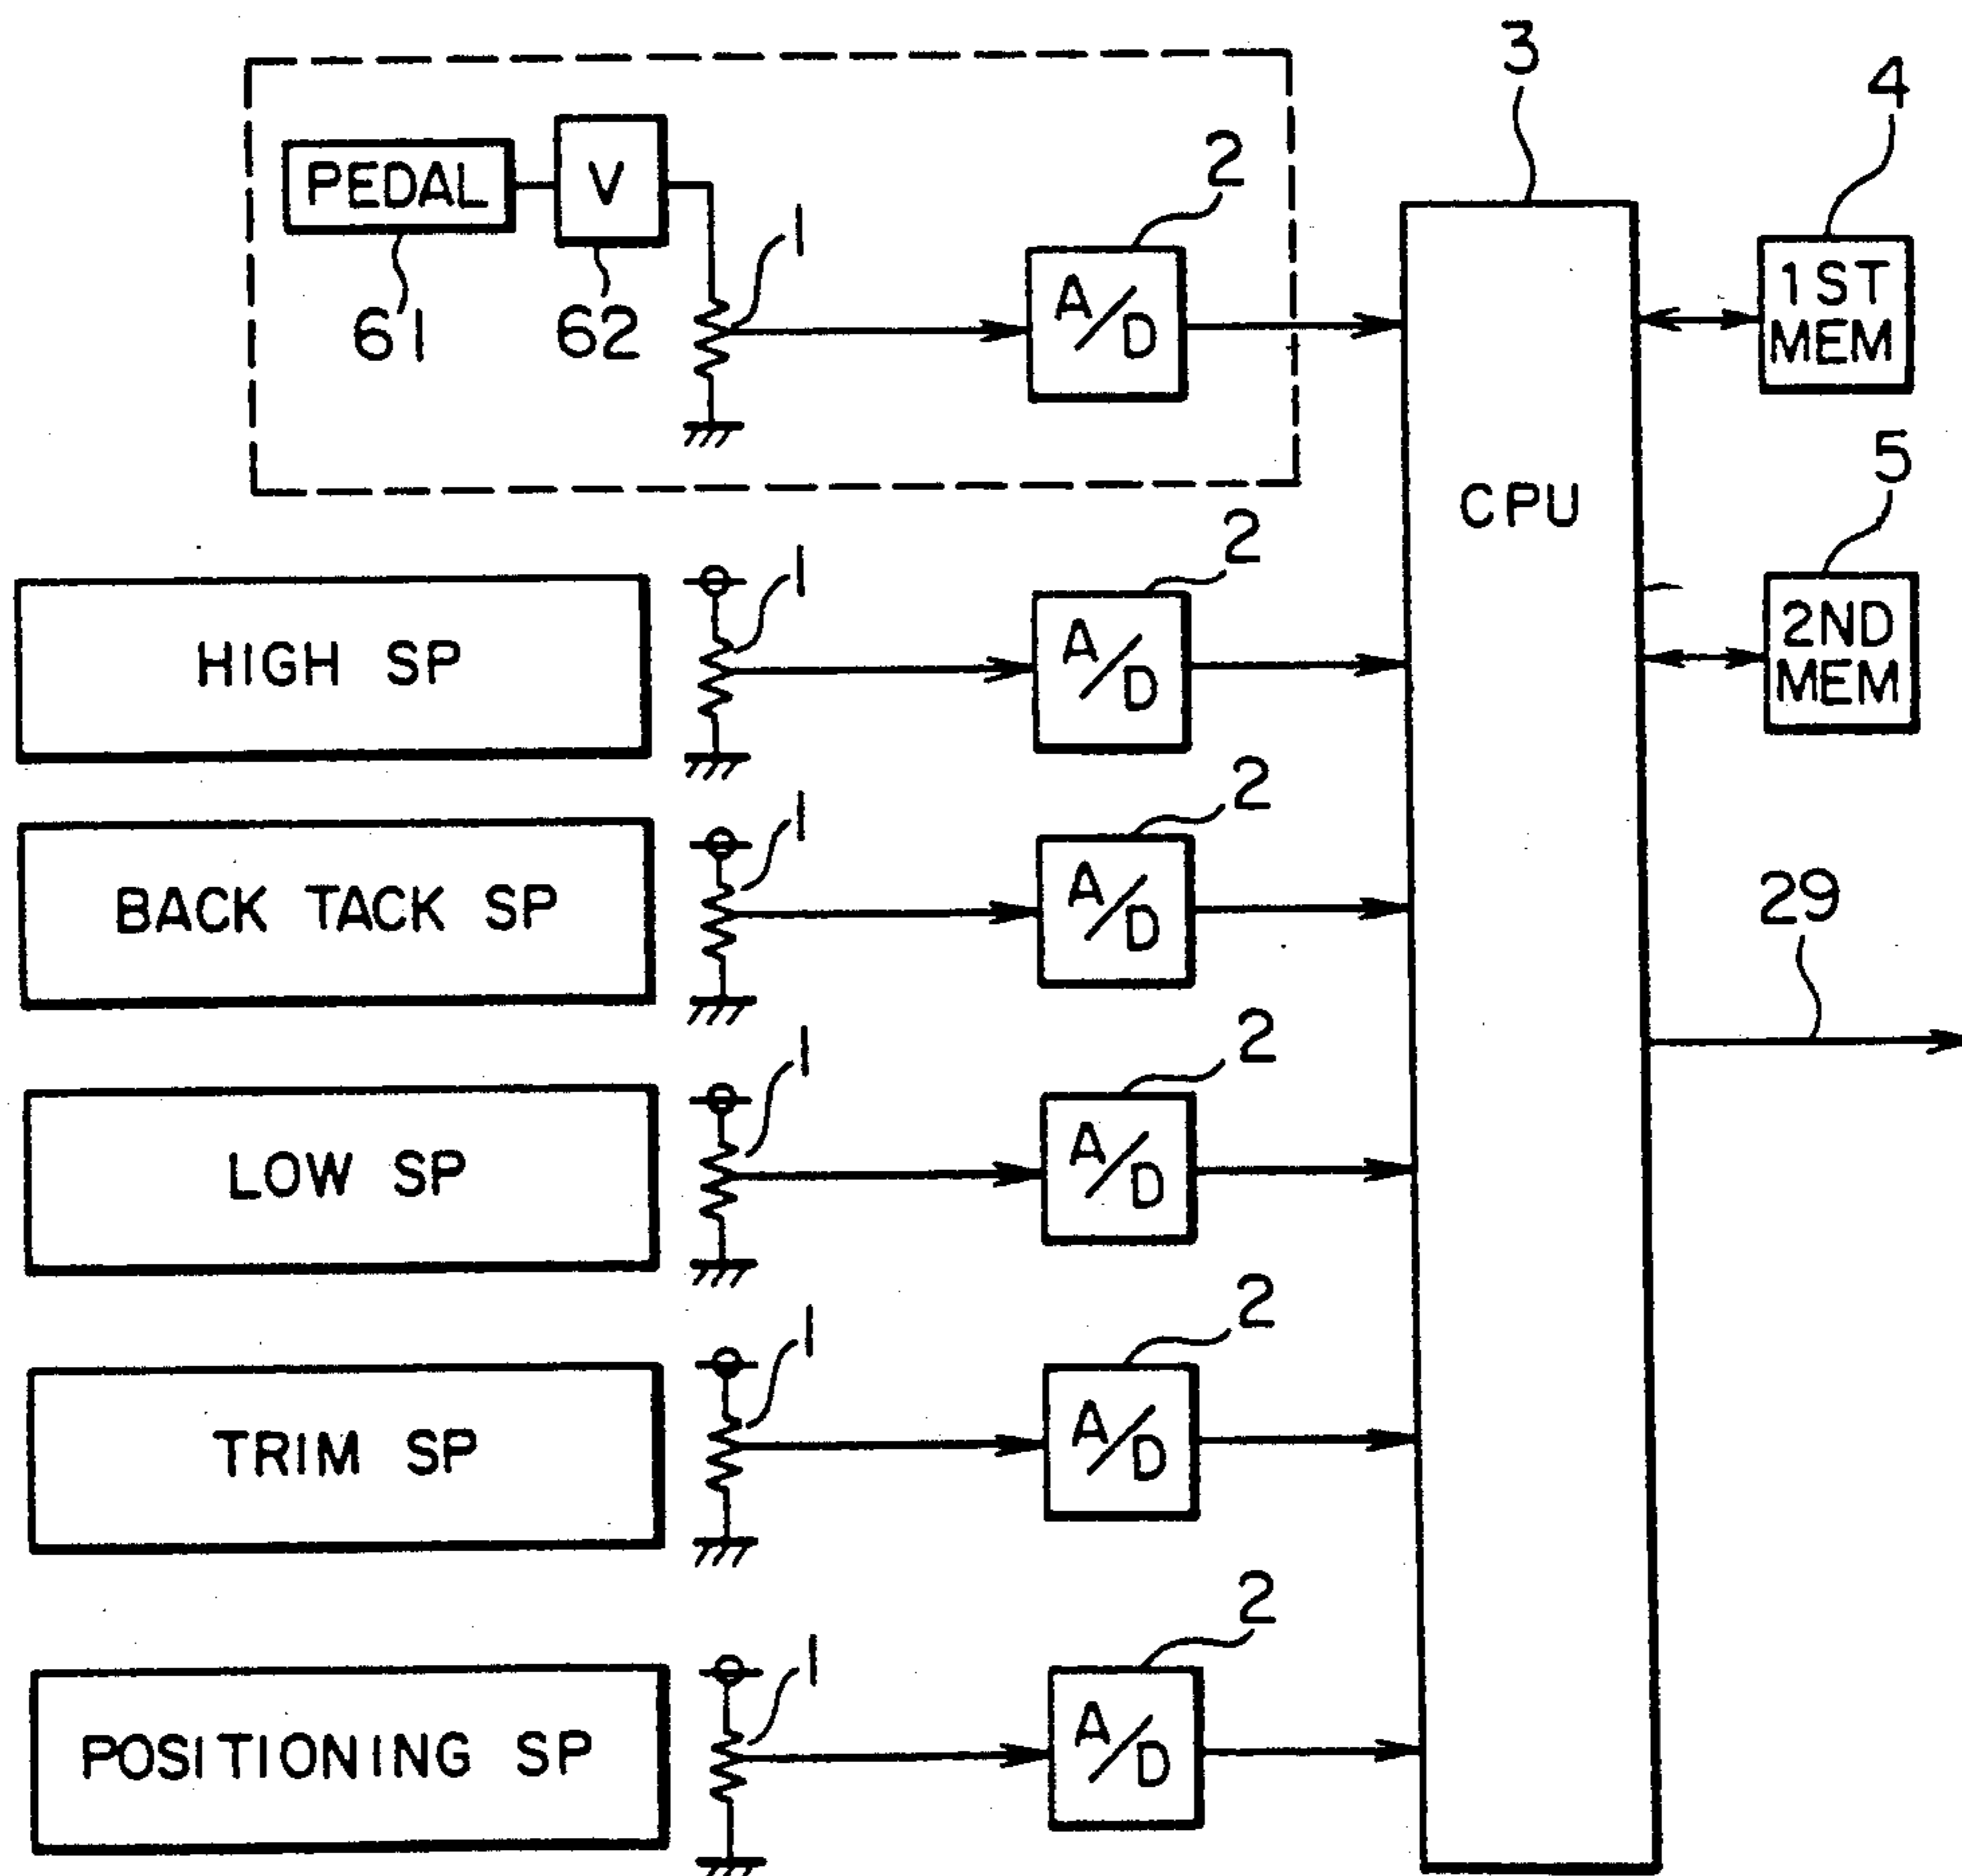 3
4
PEDAL
V
2
1
A/D
1ST
MEM
61
62
5
CPU
2
1
HIGH SP
A/D
2ND
MEM
2
1
BACK TACK SP
A/D
29
2
1
LOW SP
A/D
2
1
TRIM SP
A/D
2
1
POSITIONING SP
A/D